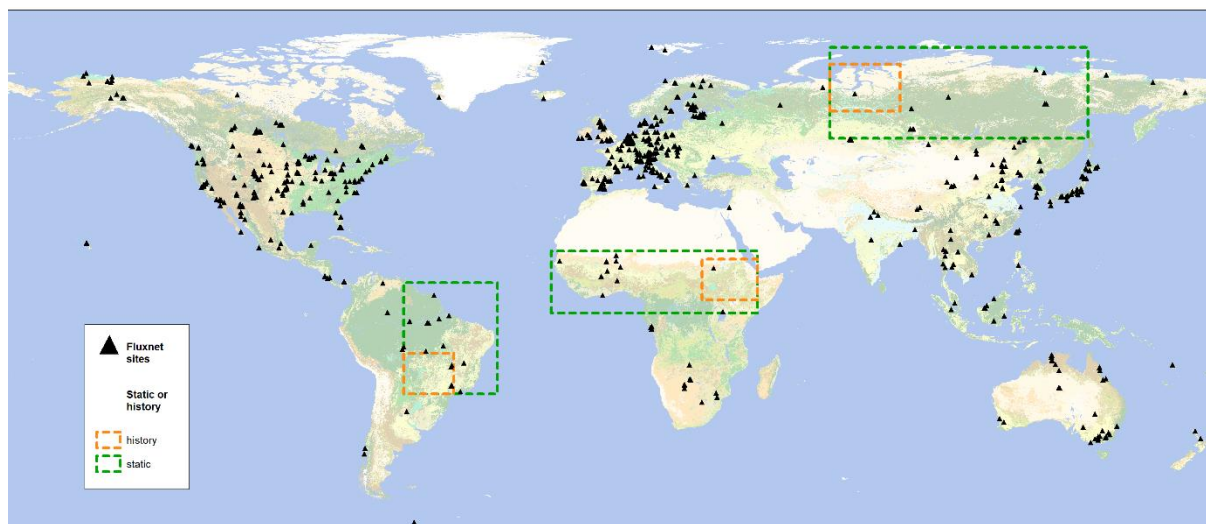 Fluxnet
sites
Static or
history
history
static